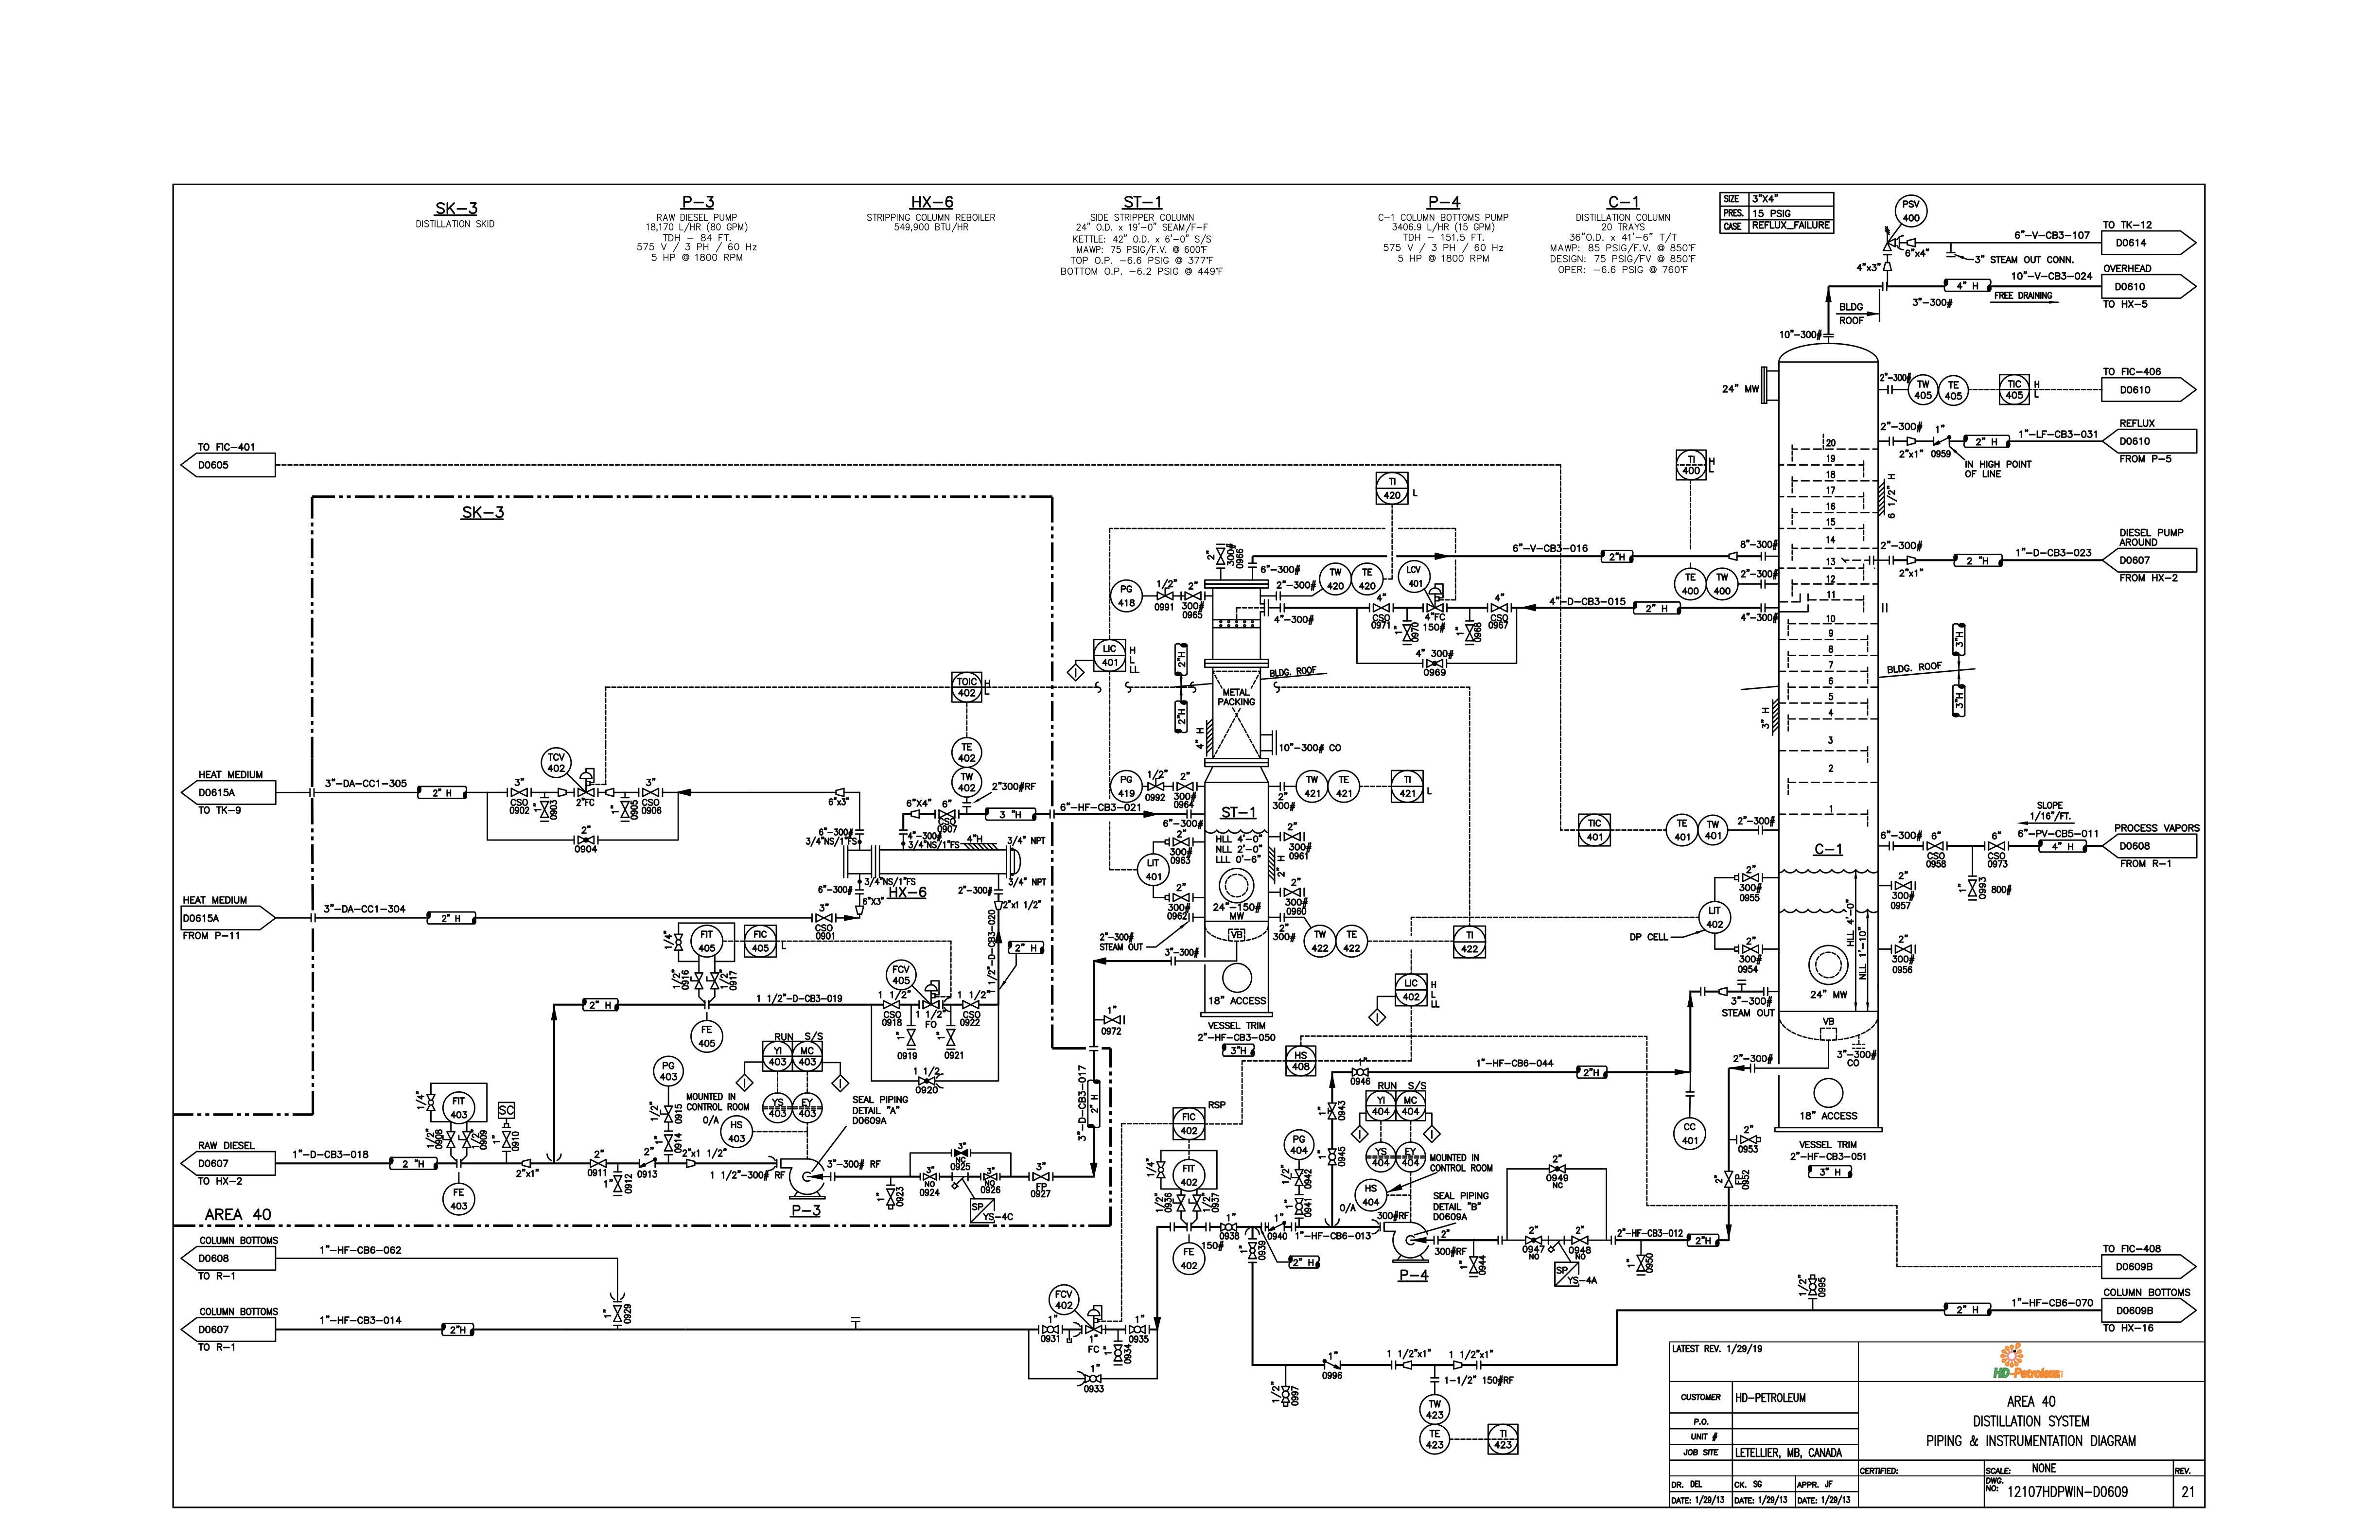 SK-3
DISTILLATION SKID
P-3
RAW DIESEL PUMP
18,170 L/HR (80 GPM)
TDH - 84 FT.
575 V / 3 PH / 60 Hz
5 HP @ 1800 RPM
HX-6
STRIPPING COLUMN REBOILER
549,900 BTU/HR
ST-1
SIDE STRIPPER COLUMN
24" O.D. x 19'-0" SEAM/F-F
KETTLE: 42" O.D. x 6'-0" S/S
MAWP: 75 PSIG/F.V. @ 600°F
TOP O.P. -6.6 PSIG @ 377°F
BOTTOM O.P. -6.2 PSIG @ 449°F
P-4
C-1 COLUMN BOTTOMS PUMP
3406.9 L/HR (15 GPM)
TDH - 151.5 FT.
575 V / 3 PH / 60 Hz
5 HP @ 1800 RPM
C-1
DISTILLATION COLUMN
20 TRAYS
36"O.D. x 41'-6" T/T
MAWP: 85 PSIG/F.V. @ 850°F
DESIGN: 75 PSIG/FV @ 850°F
OPER: -6.6 PSIG @ 760°F
SIZE 3"X4"
PRES. 15 PSIG
CASE REFLUX_FAILURE
PSV
400
6"x4"
4"x3"
3" STEAM OUT CONN.
6"-V-CB3-107
TO TK-12
D0614
10"-V-CB3-024
OVERHEAD
D0610
TO HX-5
4" H
3"-300#
FREE DRAINING
BLDG
ROOF
10"-300#
24" MW
2"-300#
TW
405
TE
405
TIC
405
H
L
TO FIC-406
D0610
2"-300#
2"x1"
1"
0959
2" H
1"-LF-CB3-031
REFLUX
D0610
FROM P-5
IN HIGH POINT
OF LINE
20
19
18
17
16
15
14
13
12
11
10
9
8
7
6
5
4
3
2
1
6 1/2" H
2"-300#
2"x1"
2 "H
1"-D-CB3-023
DIESEL PUMP
AROUND
D0607
FROM HX-2
TO FIC-401
D0605
SK-3
TI
400
H
L
TI
420
L
8"-300#
6"-V-CB3-016
2"H
TE
400
TW
400
2"-300#
2"
300#
0966
6"-300#
2"-300#
TW
420
TE
420
LCV
401
PG
418
1/2"
0991
2"
300#
0965
4"-300#
4"
CSO
0971
1"
0970
4"FC
150#
1"
0968
4"
CSO
0967
4"-D-CB3-015
2" H
4"-300#
4" 300#
0969
LIC
401
H
L
LL
2"H
2"H
BLDG. ROOF
METAL
PACKING
4" H
10"-300# CO
3"H
3"H
BLDG. ROOF
3" H
TOIC
402
H
L
TE
402
TW
402
2"300#RF
TCV
402
HEAT MEDIUM
D0615A
TO TK-9
3"-DA-CC1-305
2" H
3"
CSO
0902
1"
0903
2"FC
1"
0905
3"
CSO
0906
2"
0904
6"x3"
6"X4"
6"
CSO
0907
3 "H
6"-HF-CB3-021
6"-300#
3/4"NS/1"FS
4"-300#
3/4"NS/1"FS
4"H
3/4" NPT
3/4" NPT
3/4"NS/1"FS
HX-6
6"-300#
6"X3"
2"-300#
2"x1 1/2"
HEAT MEDIUM
D0615A
FROM P-11
3"-DA-CC1-304
2" H
3"
CSO
0901
PG
419
1/2"
0992
2"
300#
0964
ST-1
2"
300#
TW
421
TE
421
TI
421
L
6"-300#
2"
300#
0963
HLL 4'-0"
NLL 2'-0"
LLL 0'-6"
2"
300#
0961
2" H
LIT
401
2"
300#
0962
24"-150#
MW
2"
300#
0960
2"-300#
STEAM OUT
VB
2"
300#
TW
422
TE
422
TI
422
3"-300#
18" ACCESS
VESSEL TRIM
2"-HF-CB3-050
3"H
TIC
401
TE
401
TW
401
2"-300#
C-1
6"-300#
6"
CSO
0958
6"
CSO
0973
SLOPE
1/16"/FT.
6"-PV-CB5-011
4" H
PROCESS VAPORS
D0608
FROM R-1
1"
0993
800#
2"
300#
0955
2"
300#
0957
LIT
402
DP CELL
2"
300#
0954
2"
300#
0956
HLL 4'-0"
NLL 1'-10"
24" MW
3"-300#
STEAM OUT
VB
3"-300#
CO
2"-300#
18" ACCESS
VESSEL TRIM
2"-HF-CB3-051
3" H
FIT
405
1/4"
FIC
405
L
1/2"
0916
1/2"
0917
FE
405
2" H
1 1/2"-D-CB3-019
FCV
405
1 1/2"
CSO
0918
0919
1"
1 1/2"
FO
0921
1"
1 1/2"
CSO
0922
1 1/2"-D-CB3-020
2" H
1 1/2
0920
1"
0972
3"-D-CB3-017
2" H
LIC
402
H
L
LL
HS
408
RUN S/S
YI
403
MC
403
YS
403
EY
403
PG
403
MOUNTED IN
CONTROL ROOM
O/A
HS
403
SEAL PIPING
DETAIL "A"
D0609A
FIT
403
1/4"
1/2"
0908
1/2"
0909
SC
1"
0910
1/2"
0915
0914
RAW DIESEL
D0607
TO HX-2
1"-D-CB3-018
2 "H
FE
403
2"x1"
2"
0911
1"
0912
2"
0913
2"x1 1/2"
1 1/2"-300# RF
P-3
3"-300# RF
1"
0923
3"
NO
0924
3"
NC
0925
3"
NO
0926
SP
YS-4C
3"
FP
0927
AREA 40
COLUMN BOTTOMS
D0608
TO R-1
1"-HF-CB6-062
COLUMN BOTTOMS
D0607
TO R-1
1"-HF-CB3-014
2"H
1"
0929
FCV
402
1"
0931
1"
FC
1"
0934
1"
0935
1"
0933
FIC
402
RSP
FIT
402
1/4"
1/2"
0936
1/2"
0937
FE
402
150#
1"
0938
1"
0939
1"
0940
2" H
1"-HF-CB6-013
PG
404
1/2"
0942
1"
0941
1"
0943
1"
0945
1"
0946
1"-HF-CB6-044
2"H
RUN S/S
YI
404
MC
404
YS
404
EY
404
MOUNTED IN
CONTROL ROOM
HS
404
O/A
SEAL PIPING
DETAIL "B"
D0609A
300#RF
P-4
2"
300#RF
1"
0944
2"
0949
NC
2"
0947
NO
2"
0948
NO
SP
YS-4A
2"-HF-CB3-012
2"H
1"
0950
CC
401
2"
0953
2"
FP
0952
TO FIC-408
D0609B
1/2"
0995
COLUMN BOTTOMS
D0609B
TO HX-16
1"-HF-CB6-070
2" H
1/2"
0997
1"
0996
1 1/2"x1"
1 1/2"x1"
1-1/2" 150#RF
TW
423
TE
423
TI
423
LATEST REV. 1/29/19
HD-Petroleum
CUSTOMER HD-PETROLEUM
P.O.
UNIT #
JOB SITE LETELLIER, MB, CANADA
AREA 40
DISTILLATION SYSTEM
PIPING & INSTRUMENTATION DIAGRAM
DR. DEL CK. SG APPR. JF
DATE: 1/29/13 DATE: 1/29/13 DATE: 1/29/13
CERTIFIED:
SCALE: NONE
DWG.
NO: 12107HDPWIN-D0609
REV.
21